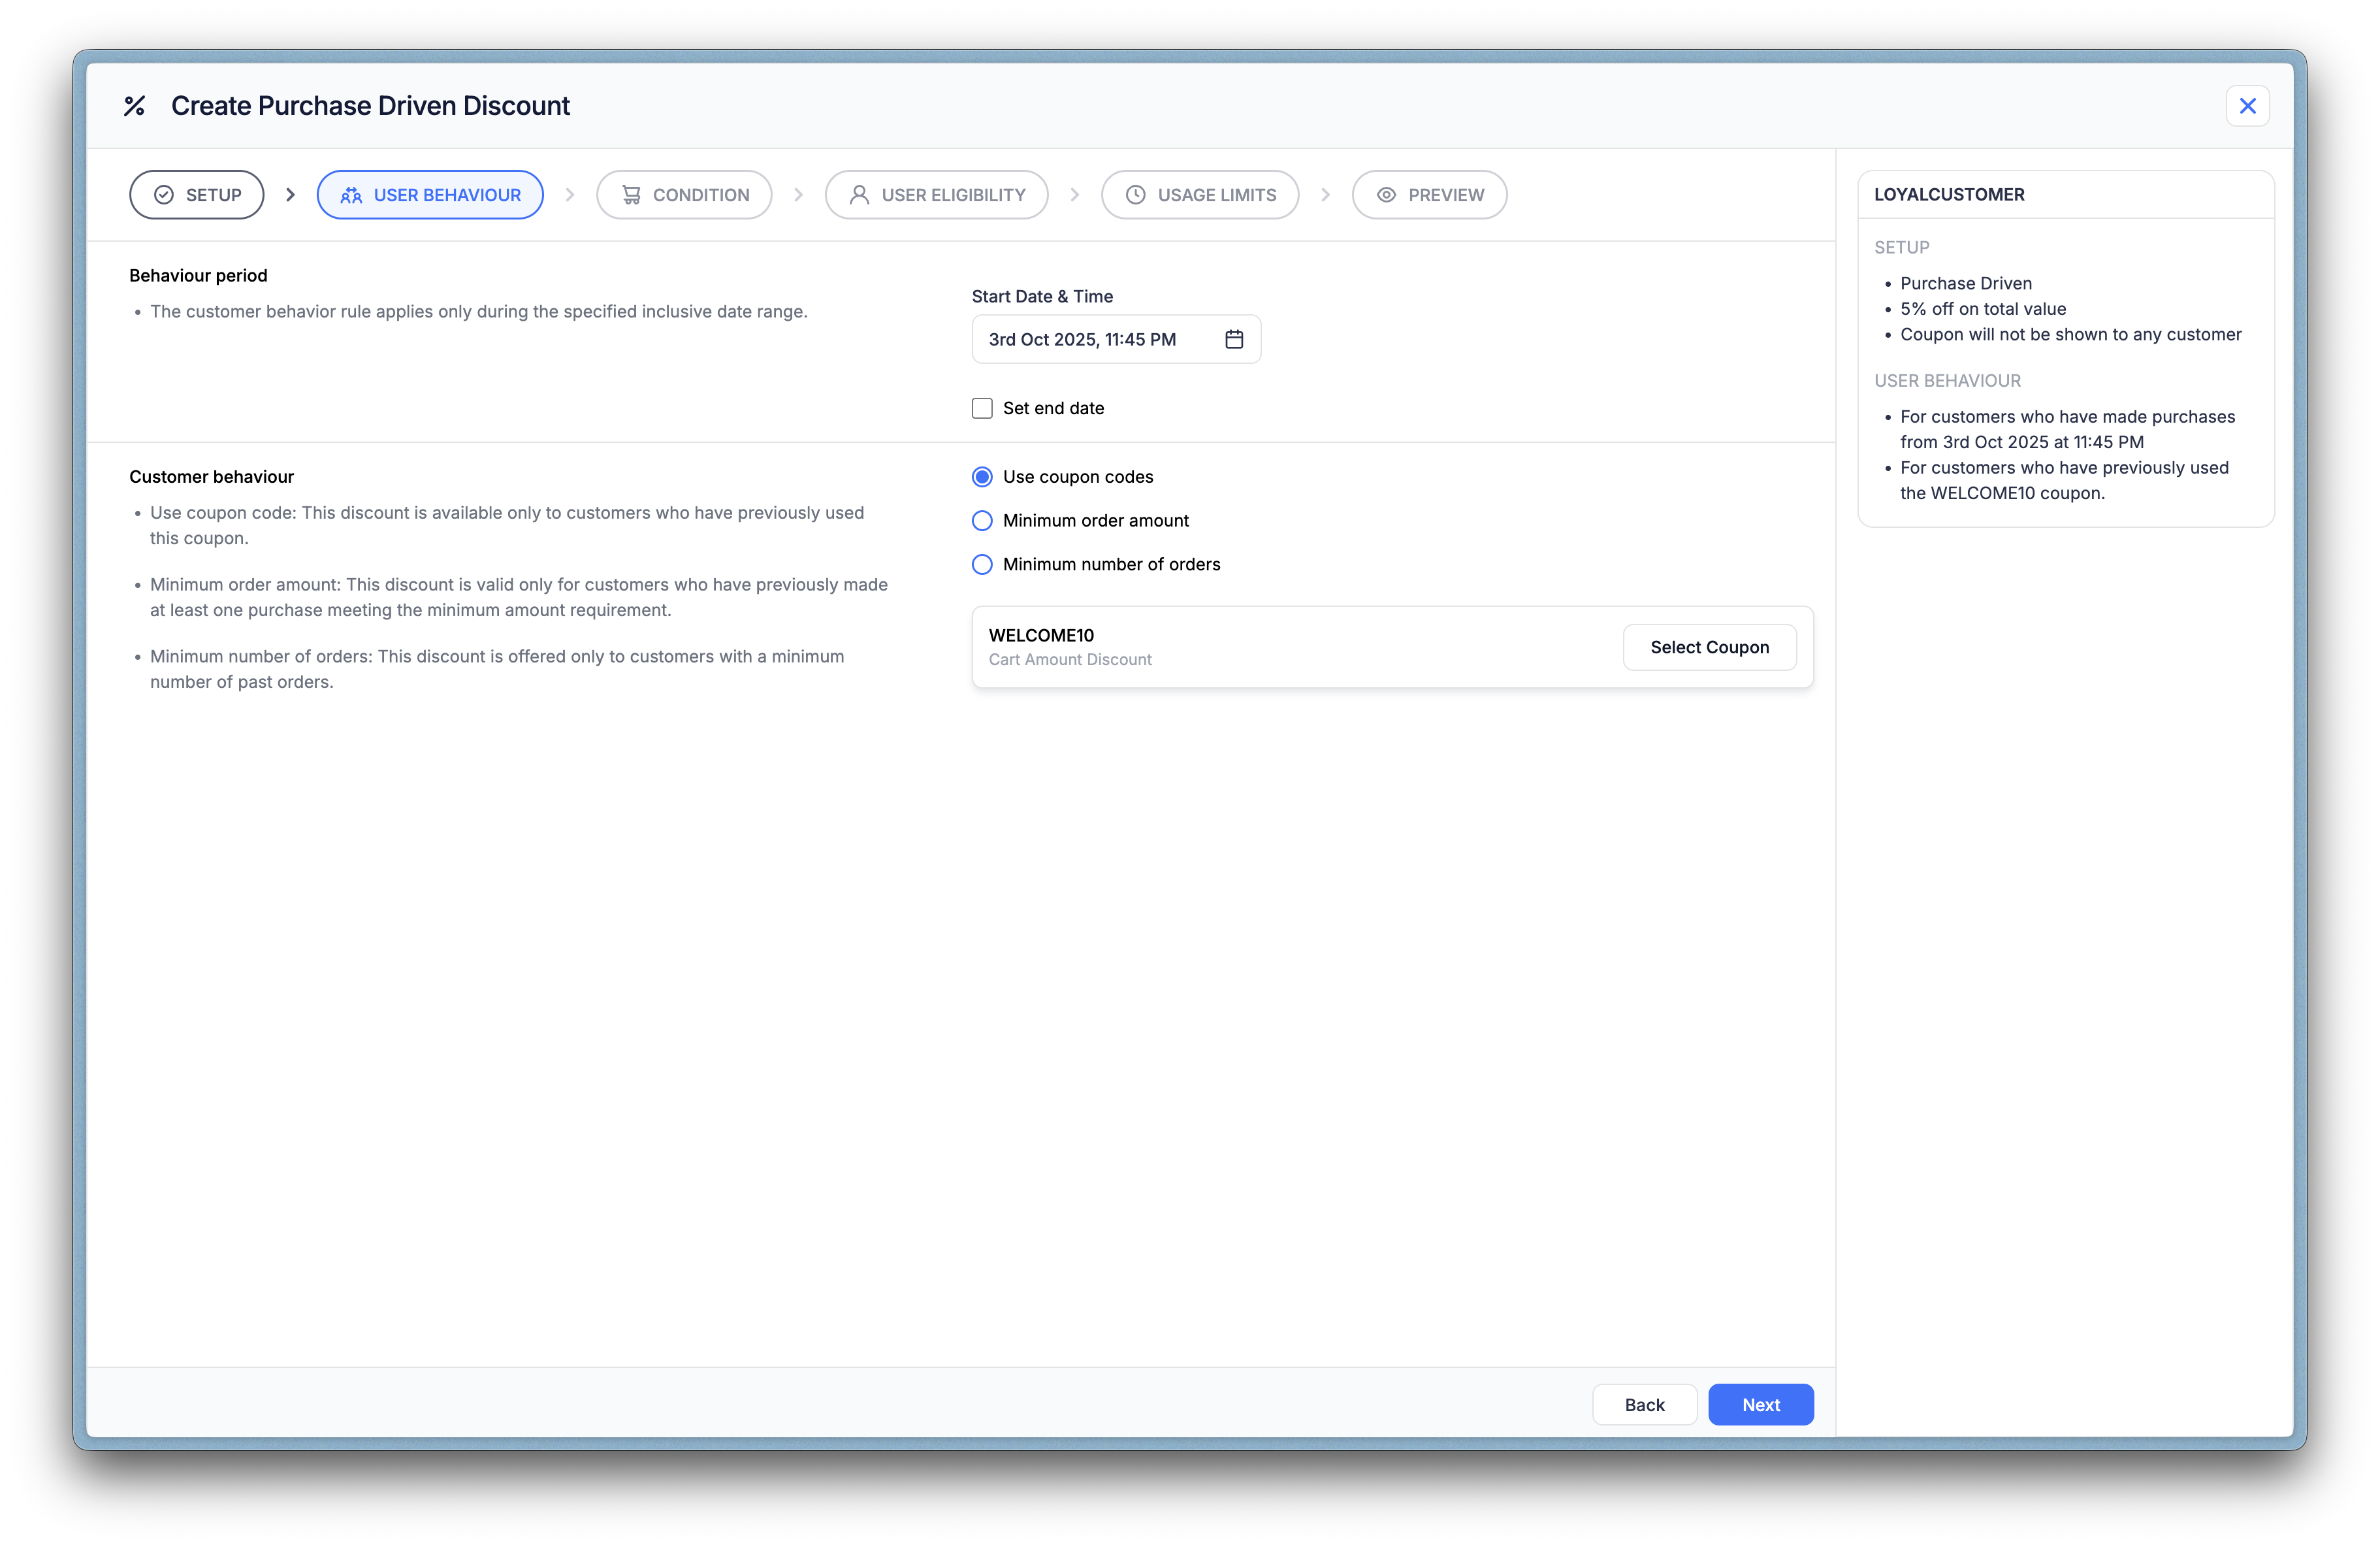 Create Purchase Driven Discount
SETUP
USER BEHAVIOUR
CONDITION
USER ELIGIBILITY
USAGE LIMITS
PREVIEW
Behaviour period
• The customer behavior rule applies only during the specified inclusive date range.
Start Date & Time
3rd Oct 2025, 11:45 PM
Set end date
Customer behaviour
• Use coupon code: This discount is available only to customers who have previously used
this coupon.
• Minimum order amount: This discount is valid only for customers who have previously made
at least one purchase meeting the minimum amount requirement.
• Minimum number of orders: This discount is offered only to customers with a minimum
number of past orders.
Use coupon codes
Minimum order amount
Minimum number of orders
WELCOME10
Cart Amount Discount
Select Coupon
Back
Next
LOYALCUSTOMER
SETUP
• Purchase Driven
• 5% off on total value
• Coupon will not be shown to any customer
USER BEHAVIOUR
• For customers who have made purchases
from 3rd Oct 2025 at 11:45 PM
• For customers who have previously used
the WELCOME10 coupon.